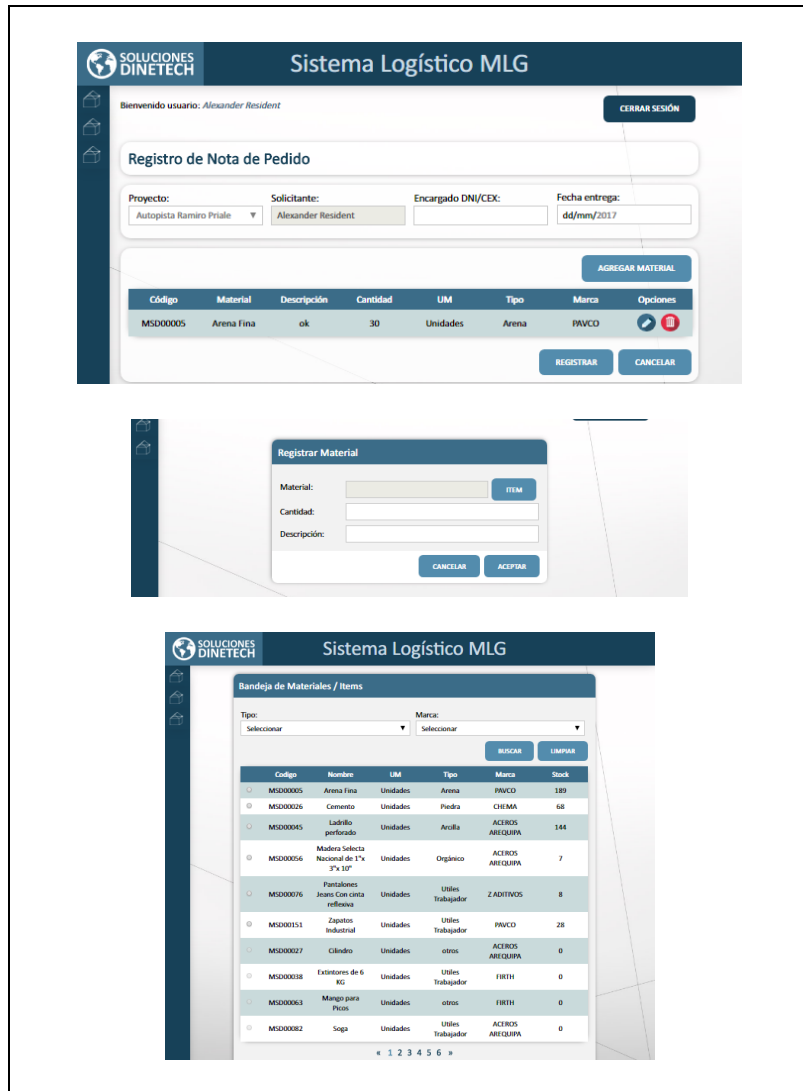 SOLUCIONES
DINETECH
Sistema Logístico MLG
Bienvenido usuario: Alexander Resident
CERRAR SESIÓN
Registro de Nota de Pedido
Proyecto: Solicitante: Encargado DNI/CEX: Fecha entrega:
Autopista Ramiro Priale ▼ Alexander Resident dd/mm/2017
AGREGAR MATERIAL
Código Material Descripción Cantidad UM Tipo Marca Opciones
MSD00005 Arena Fina ok 30 Unidades Arena PAVCO
REGISTRAR CANCELAR
Registrar Material
Material: ITEM
Cantidad:
Descripción:
CANCELAR ACEPTAR
SOLUCIONES
DINETECH
Sistema Logístico MLG
Bandeja de Materiales / Items
Tipo: Marca:
Seleccionar ▼ Seleccionar ▼
BUSCAR LIMPIAR
Codigo Nombre UM Tipo Marca Stock
MSD00005 Arena Fina Unidades Arena PAVCO 189
MSD00026 Cemento Unidades Piedra CHEMA 68
MSD00045 Ladrillo perforado Unidades Arcilla ACEROS AREQUIPA 144
MSD00056 Madera Selecta Nacional de 1"x 3"x 10" Unidades Orgánico ACEROS AREQUIPA 7
MSD00076 Pantalones Jeans Con cinta reflexiva Unidades Utiles Trabajador Z ADITIVOS 8
MSD00151 Zapatos Industrial Unidades Utiles Trabajador PAVCO 28
MSD00027 Cilindro Unidades otros ACEROS AREQUIPA 0
MSD00038 Extintores de 6 KG Unidades Utiles Trabajador FIRTH 0
MSD00063 Mango para Picos Unidades otros FIRTH 0
MSD00082 Soga Unidades Utiles Trabajador ACEROS AREQUIPA 0
« 1 2 3 4 5 6 »